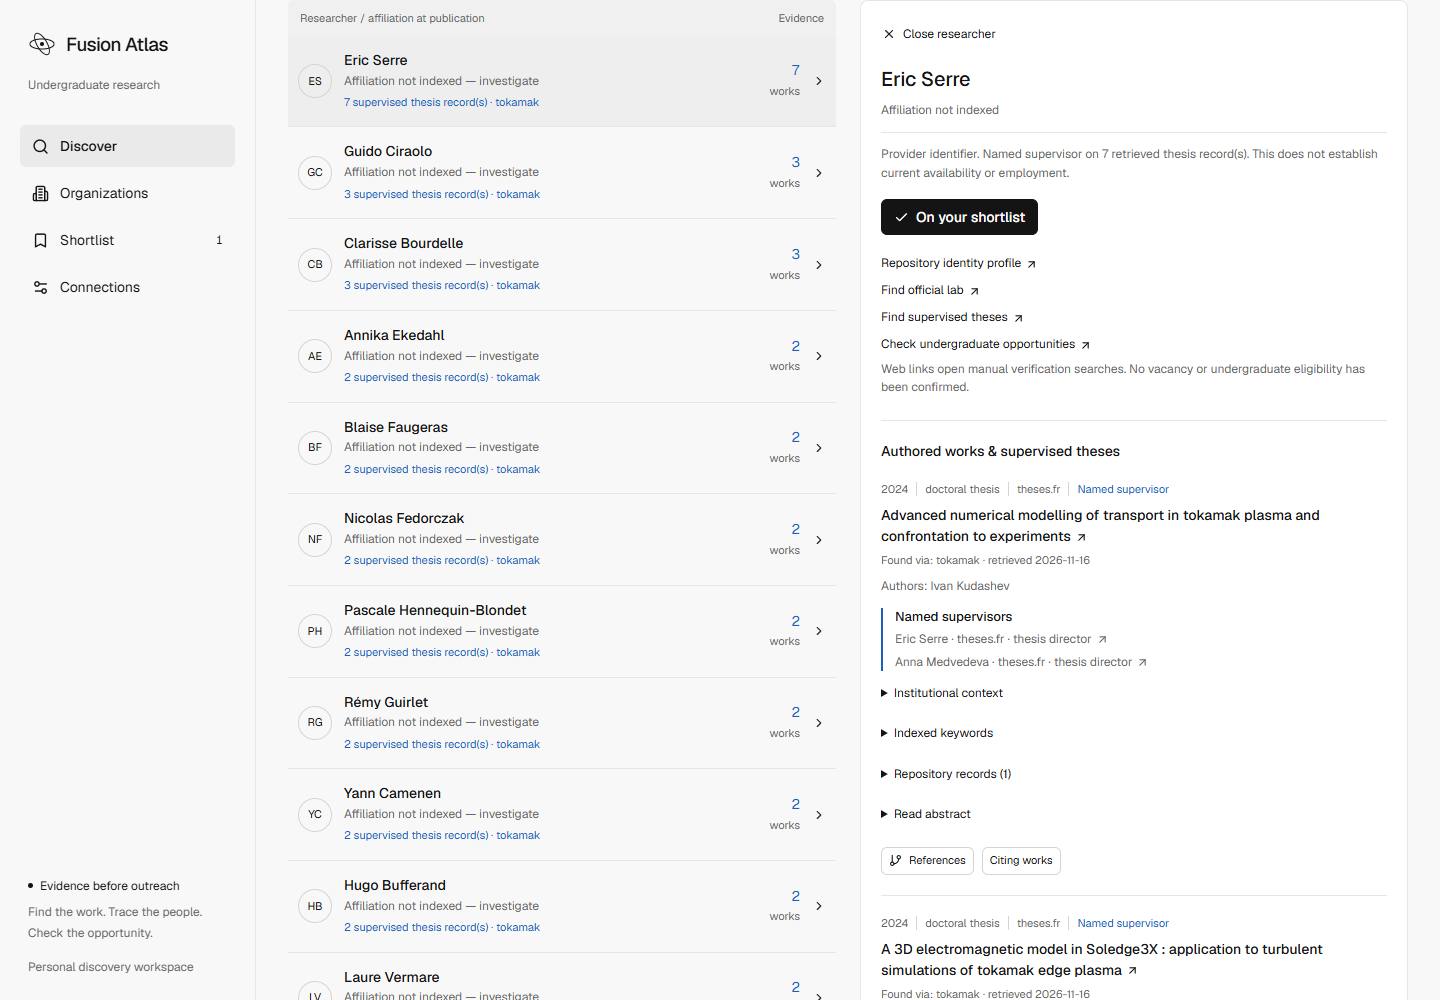 Fusion Atlas
Undergraduate research
Discover
Organizations
Shortlist 1
Connections
Evidence before outreach
Find the work. Trace the people.
Check the opportunity.
Personal discovery workspace
Researcher / affiliation at publication Evidence
ES Eric Serre 7 works
Affiliation not indexed — investigate
7 supervised thesis record(s) · tokamak
GC Guido Ciraolo 3 works
Affiliation not indexed — investigate
3 supervised thesis record(s) · tokamak
CB Clarisse Bourdelle 3 works
Affiliation not indexed — investigate
3 supervised thesis record(s) · tokamak
AE Annika Ekedahl 2 works
Affiliation not indexed — investigate
2 supervised thesis record(s) · tokamak
BF Blaise Faugeras 2 works
Affiliation not indexed — investigate
2 supervised thesis record(s) · tokamak
NF Nicolas Fedorczak 2 works
Affiliation not indexed — investigate
2 supervised thesis record(s) · tokamak
PH Pascale Hennequin-Blondet 2 works
Affiliation not indexed — investigate
2 supervised thesis record(s) · tokamak
RG Rémy Guirlet 2 works
Affiliation not indexed — investigate
2 supervised thesis record(s) · tokamak
YC Yann Camenen 2 works
Affiliation not indexed — investigate
2 supervised thesis record(s) · tokamak
HB Hugo Bufferand 2 works
Affiliation not indexed — investigate
2 supervised thesis record(s) · tokamak
LV Laure Vermare 2 works
Affiliation not indexed — investigate
Close researcher
Eric Serre
Affiliation not indexed
Provider identifier. Named supervisor on 7 retrieved thesis record(s). This does not establish
current availability or employment.
On your shortlist
Repository identity profile
Find official lab
Find supervised theses
Check undergraduate opportunities
Web links open manual verification searches. No vacancy or undergraduate eligibility has
been confirmed.
Authored works & supervised theses
2024 doctoral thesis theses.fr Named supervisor
Advanced numerical modelling of transport in tokamak plasma and
confrontation to experiments
Found via: tokamak · retrieved 2026-11-16
Authors: Ivan Kudashev
Named supervisors
Eric Serre · theses.fr · thesis director
Anna Medvedeva · theses.fr · thesis director
Institutional context
Indexed keywords
Repository records (1)
Read abstract
References Citing works
2024 doctoral thesis theses.fr Named supervisor
A 3D electromagnetic model in Soledge3X : application to turbulent
simulations of tokamak edge plasma
Found via: tokamak · retrieved 2026-11-16